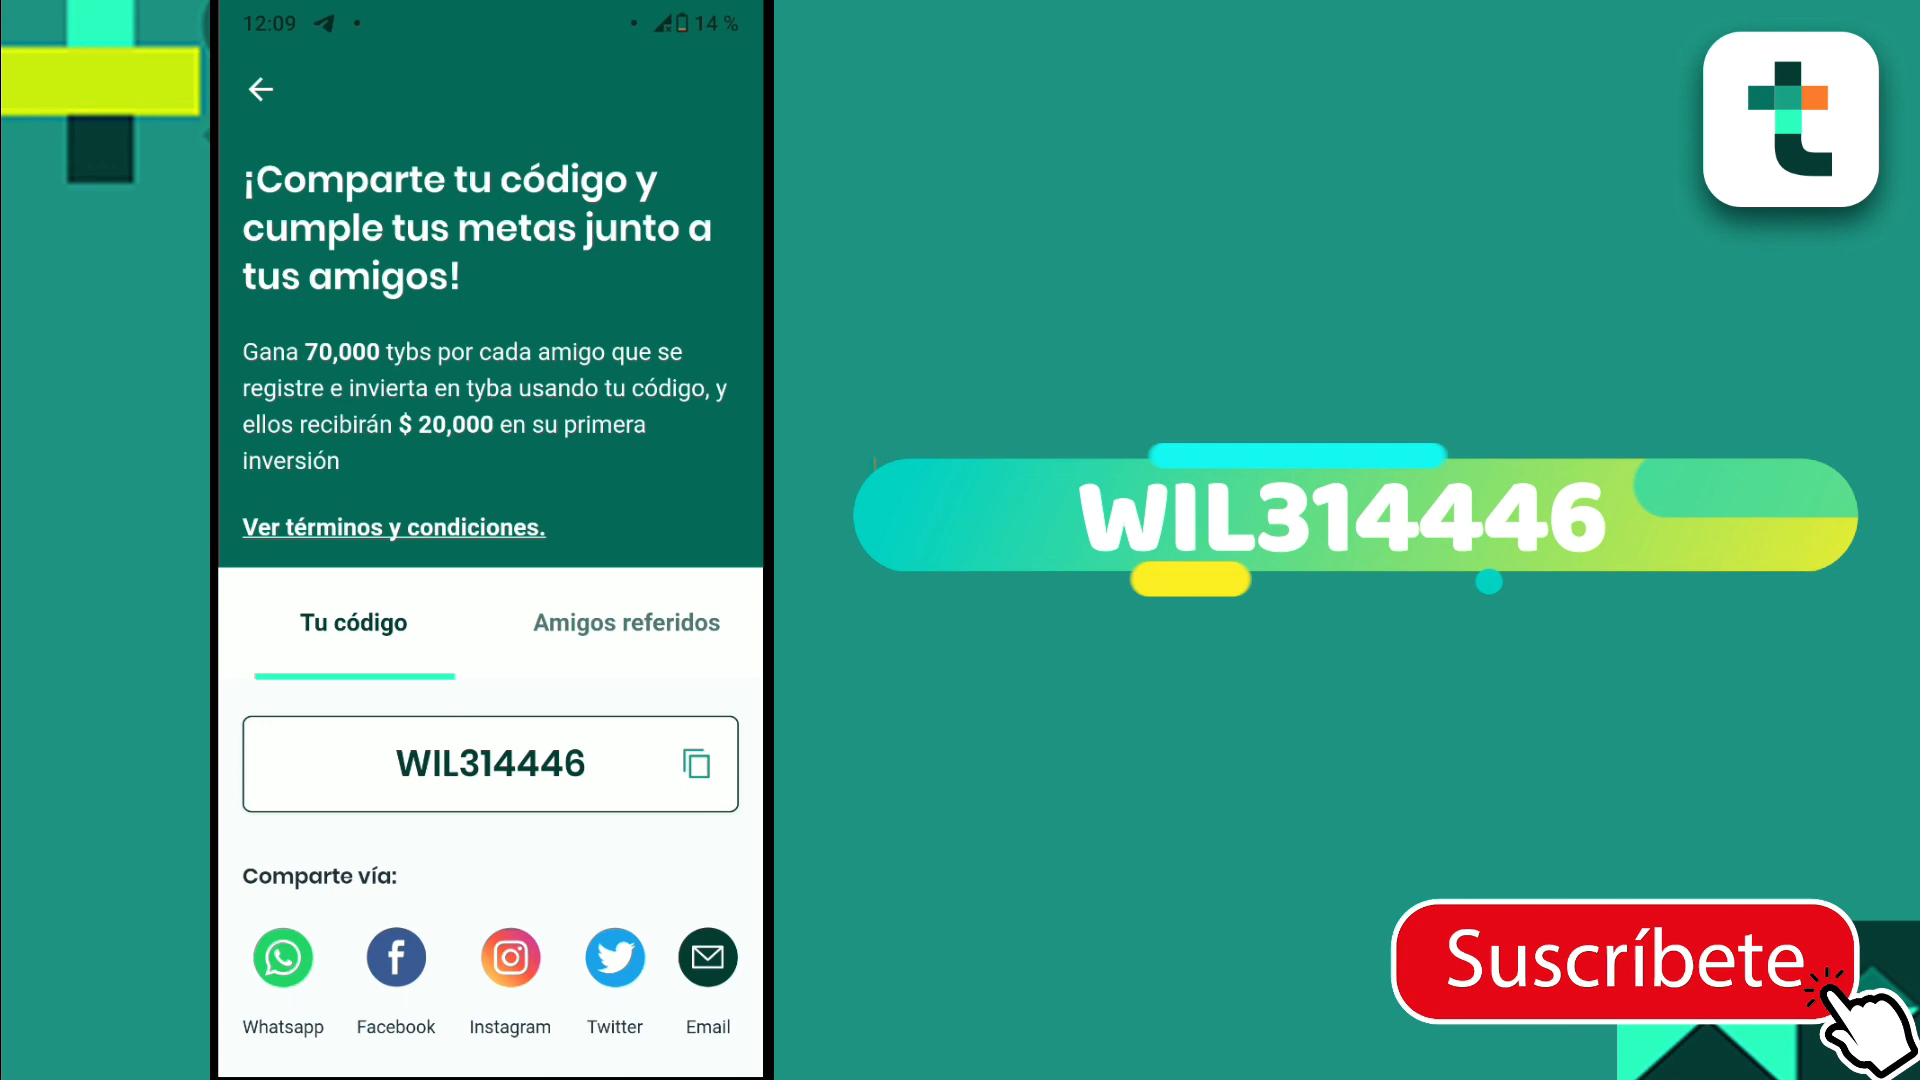 12:09
14 %
¡Comparte tu código y
cumple tus metas junto a
tus amigos!
Gana 70,000 tybs por cada amigo que se
registre e invierta en tyba usando tu código, y
ellos recibirán $ 20,000 en su primera
inversión
Ver términos y condiciones.
Tu código
Amigos referidos
WIL314446
Comparte vía:
Whatsapp
Facebook
Instagram
Twitter
Email
t
WIL314446
Suscríbete